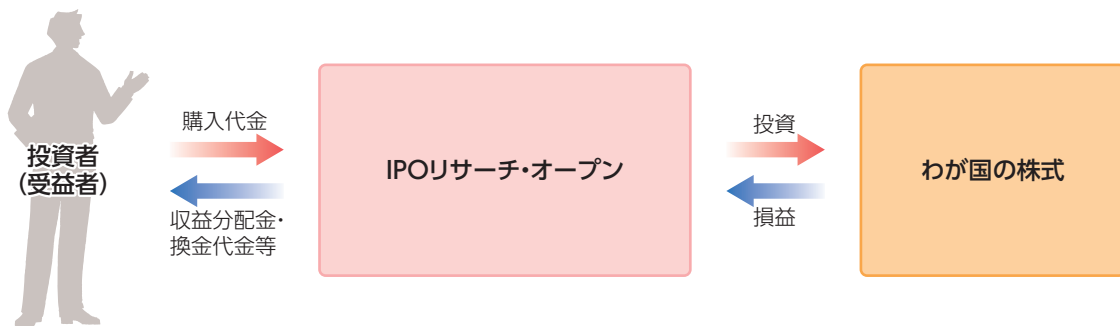 購入代金
投資者
(受益者)
収益分配金・
換金代金等
IPOリサーチ・オープン
投資
損益
わが国の株式